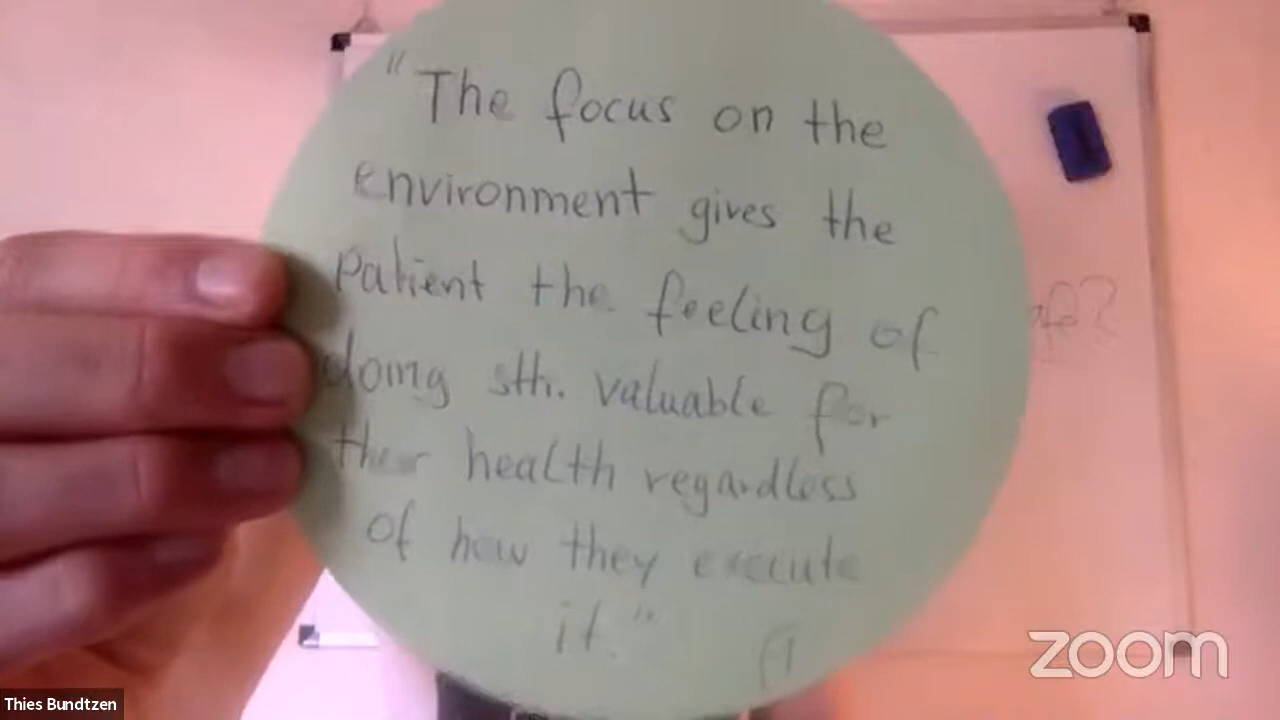 "The focus on the
environment gives the
patient the feeling of
doing sth. valuable for
their health regardless
of how they execute
it."
zoom
Thies Bundtzen